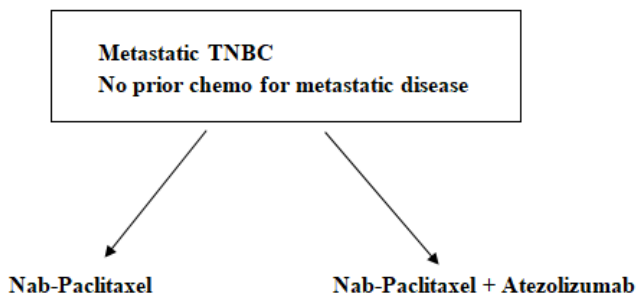 Metastatic TNBC
No prior chemo for metastatic disease
Nab-Paclitaxel
Nab-Paclitaxel + Atezolizumab